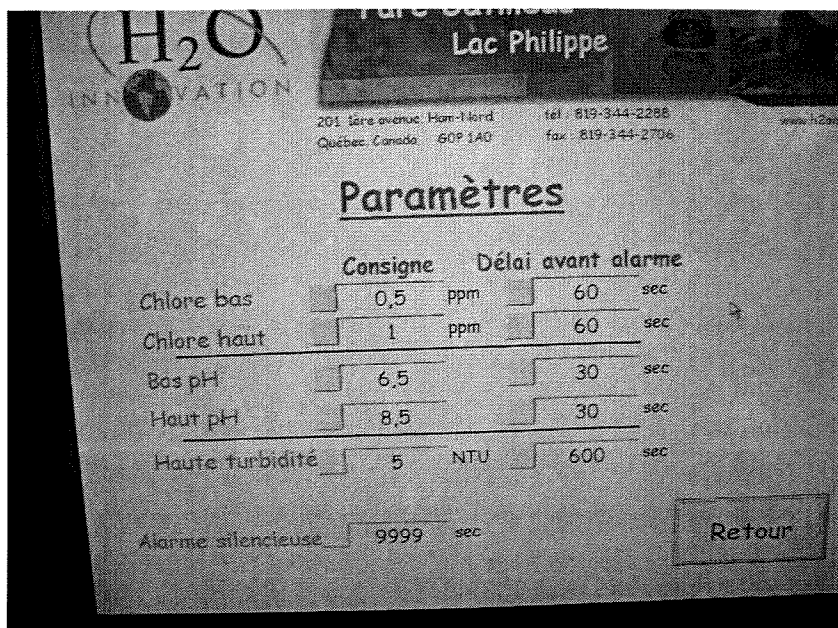 H2O
INNOVATION
Lac Philippe
201 1ère avenue Ham-Nord
Québec, Canada G0P 1A0
tél : 819-344-2288
fax : 819-344-2706
Paramètres
Consigne Délai avant alarme
Chlore bas 0,5 ppm 60 sec
Chlore haut 1 ppm 60 sec
Bas pH 6,5 30 sec
Haut pH 8,5 30 sec
Haute turbidité 5 NTU 600 sec
Alarme silencieuse 9999 sec
Retour